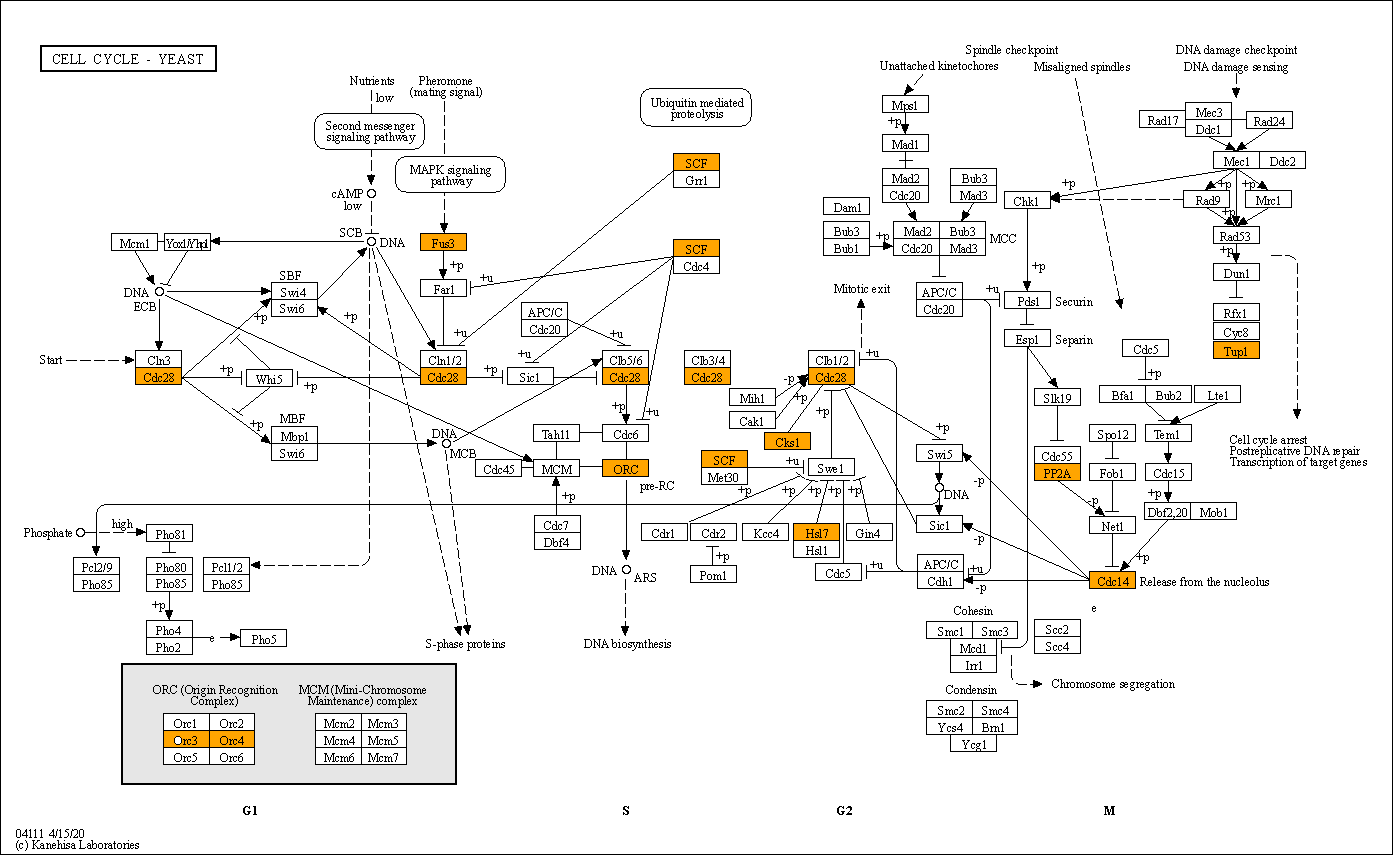 CELL CYCLE - YEAST
Nutrients
low
Pheromone
(mating signal)
Second messenger
signaling pathway
MAPK signaling
pathway
cAMP
low
Ubiquitin mediated
proteolysis
Spindle checkpoint
Unattached kinetochores
Misaligned spindles
DNA damage checkpoint
DNA damage sensing
Mps1
+p
Mad1
Mad2
Cdc20
Bub3
Mad3
Dam1
Bub3
Bub1
+p
Mad2
Bub3
Cdc20
Mad3
MCC
Rad17
Mec3
Ddc1
Rad24
Mec1
Ddc2
+p
+p
+p
Chk1
Rad9
Mrc1
+p
Rad53
+p
Dun1
Rfx1
Cyc8
Tup1
SCF
Grr1
SCF
Cdc4
SCB
DNA
Mcm1
Yox1/Yhp1
DNA
ECB
SBF
Swi4
Swi6
+p
+p
Fus3
+p
Far1
+u
+u
+u
APC/C
Cdc20
+u
Mitotic exit
APC/C
Cdc20
+u
+p
Pds1
Securin
Esp1
Separin
Start
Cln3
Cdc28
+p
Whi5
+p
+p
Cln1/2
Cdc28
+p
Sic1
Clb5/6
Cdc28
Clb3/4
Cdc28
Clb1/2
Cdc28
+u
-p
+p
Mih1
Cak1
Cks1
MBF
Mbp1
Swi6
DNA
MCB
+p
+u
Tah11
Cdc6
Cdc45
MCM
ORC
pre-RC
+p
Cdc7
Dbf4
SCF
Met30
+u
Swe1
+p
+p
+p
+p
+p
Cdr1
Cdr2
Kcc4
Hsl7
Hsl1
Gin4
+p
Pom1
Cdc5
+u
+p
Swi5
-p
DNA
Sic1
-p
APC/C
Cdh1
+u
-p
Slk19
Cdc55
PP2A
-p
Cdc5
+p
Bfa1
Bub2
Lte1
Spo12
Tem1
Fob1
Cdc15
+p
Net1
Dbf2,20
Mob1
+p
Cdc14
Release from the nucleolus
e
Cell cycle arrest
Postreplicative DNA repair
Transcription of target genes
Phosphate
high
Pho81
Pcl2/9
Pho85
Pho80
Pho85
Pcl1/2
Pho85
+p
Pho4
Pho2
e
Pho5
S-phase proteins
DNA
ARS
DNA biosynthesis
Cohesin
Smc1
Smc3
Mcd1
Irr1
Scc2
Scc4
Chromosome segregation
Condensin
Smc2
Smc4
Ycs4
Brn1
Ycg1
ORC (Origin Recognition
Complex)
Orc1
Orc2
Orc3
Orc4
Orc5
Orc6
MCM (Mini-Chromosome
Maintenance) complex
Mcm2
Mcm3
Mcm4
Mcm5
Mcm6
Mcm7
G1
S
G2
M
04111 4/15/20
(c) Kanehisa Laboratories